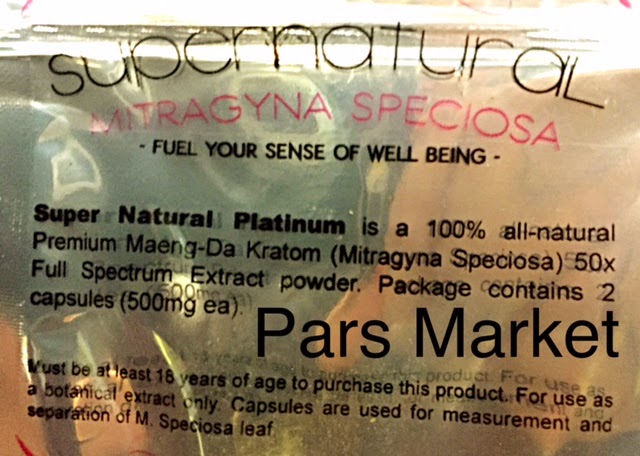 supernatural
MITRAGYNA SPECIOSA
- FUEL YOUR SENSE OF WELL BEING -
Super Natural Platinum is a 100% all-natural
Premium Maeng-Da Kratom (Mitragyna Speciosa) 50x
Full Spectrum Extract powder. Package contains 2
capsules (500mg ea).
Pars Market
Must be at least 18 years of age to purchase this product. For use as
a botanical extract only. Capsules are used for measurement and
separation of M. Speciosa leaf